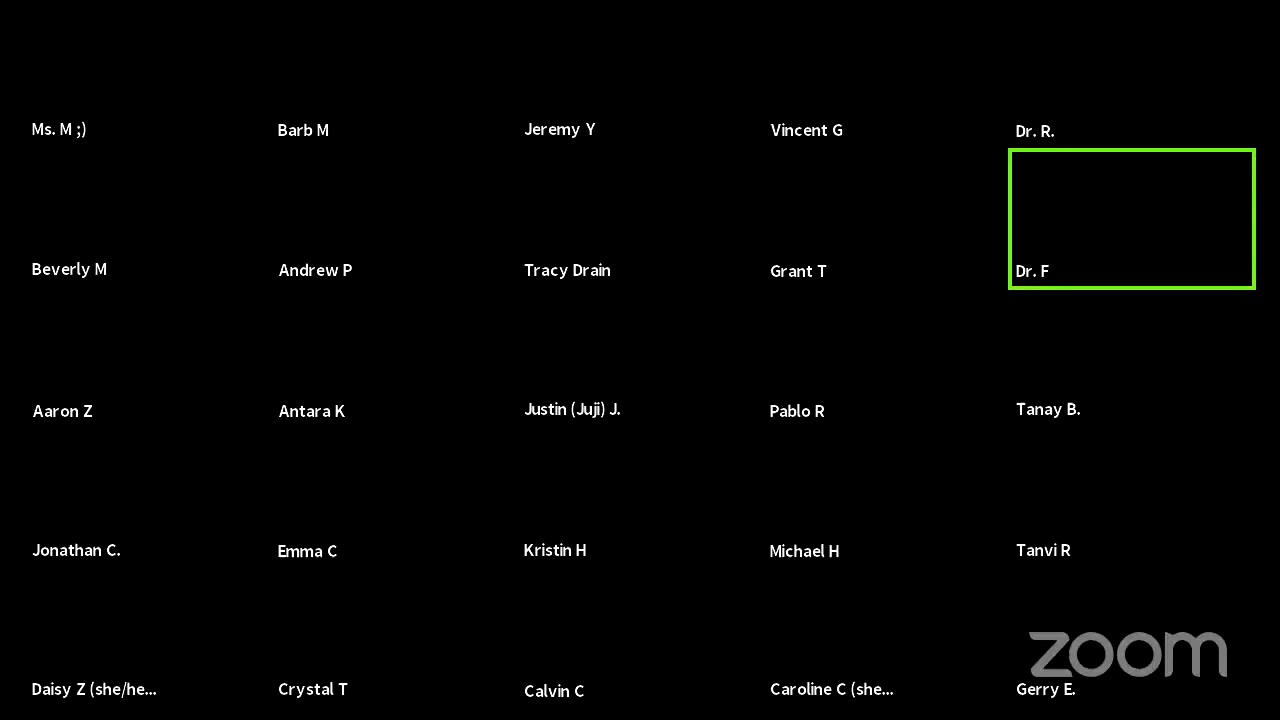 Ms. M ;)
Barb M
Jeremy Y
Vincent G
Dr. R.
Beverly M
Andrew P
Tracy Drain
Grant T
Dr. F
Aaron Z
Antara K
Justin (Juji) J.
Pablo R
Tanay B.
Jonathan C.
Emma C
Kristin H
Michael H
Tanvi R
zoom
Daisy Z (she/he...
Crystal T
Calvin C
Caroline C (she...
Gerry E.